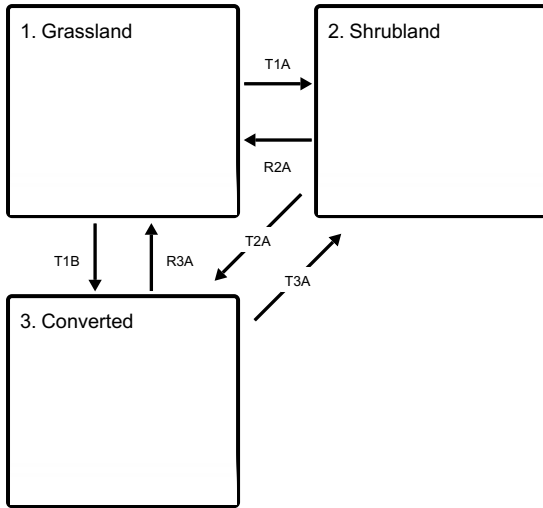 1. Grassland
2. Shrubland
T1A
R2A
T1B
R3A
T2A
T3A
3. Converted